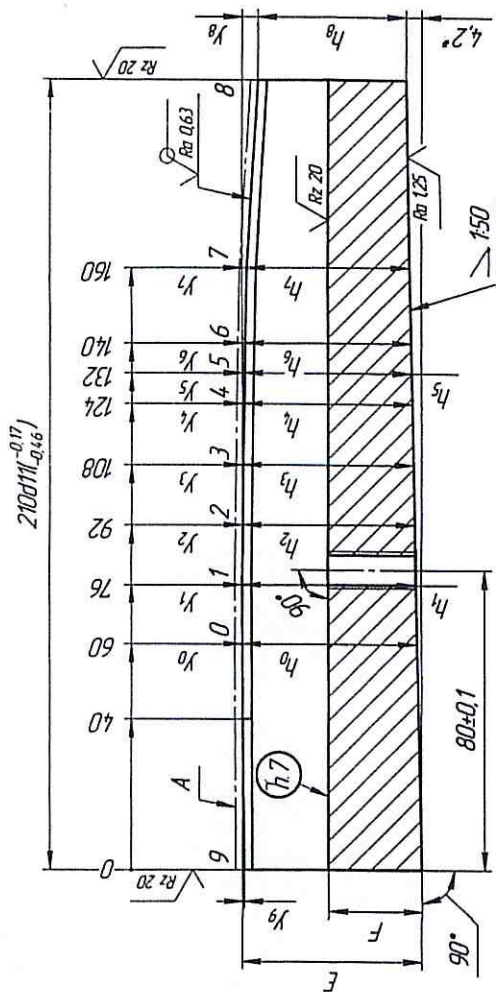 210d11(-0,17 -0,46)
160
140
132
124
108
92
76
60
40
0
Rz 20
Rz 20
Ra 0,63
Rz 20
Ra 1,25
1:50
4,2*
y8
h8
8
7
6
5
4
3
2
1
0
9
y7
y6
y5
y4
y3
y2
y1
y0
y9
h7
h6
h5
h4
h3
h2
h1
h0
A
п.7
90°
90°
80±0,1
F
E